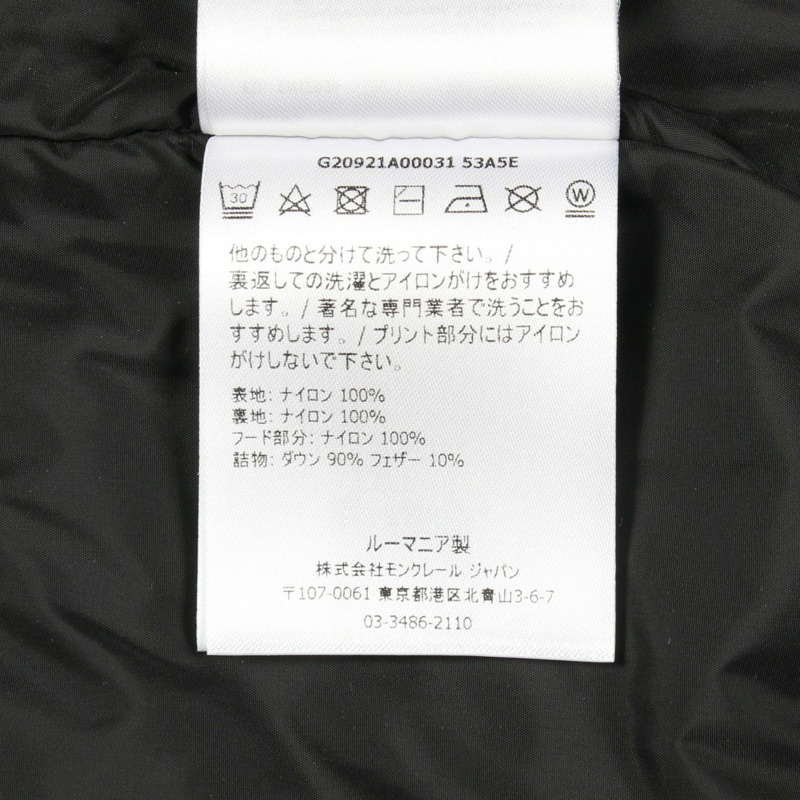 G20921A00031 53A5E
30
W
他のものと分けて洗って下さい。/
裏返しての洗濯とアイロンがけをおすすめ
します。/ 著名な専門業者で洗うことをお
すすめします。/ プリント部分にはアイロン
がけしないで下さい。
表地: ナイロン 100%
裏地: ナイロン 100%
フード部分: ナイロン 100%
詰物: ダウン 90% フェザー 10%
ルーマニア製
株式会社モンクレール ジャパン
〒107-0061 東京都港区北青山3-6-7
03-3486-2110